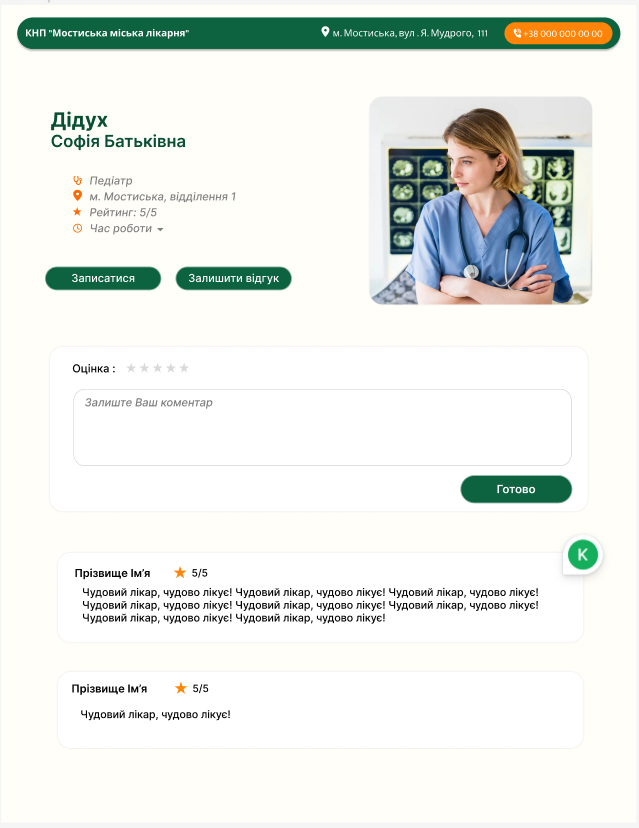 КНП "Мостиська міська лікарня"
м. Мостиська, вул . Я. Мудрого, 111
+38 000 000 00 00
Дідух
Софія Батьківна
Педіатр
м. Мостиська, відділення 1
Рейтинг: 5/5
Час роботи
Записатися
Залишити відгук
Оцінка :
Залиште Ваш коментар
Готово
K
Прізвище Ім'я 5/5
Чудовий лікар, чудово лікує! Чудовий лікар, чудово лікує! Чудовий лікар, чудово лікує!
Чудовий лікар, чудово лікує! Чудовий лікар, чудово лікує! Чудовий лікар, чудово лікує!
Чудовий лікар, чудово лікує! Чудовий лікар, чудово лікує!
Прізвище Ім'я 5/5
Чудовий лікар, чудово лікує!